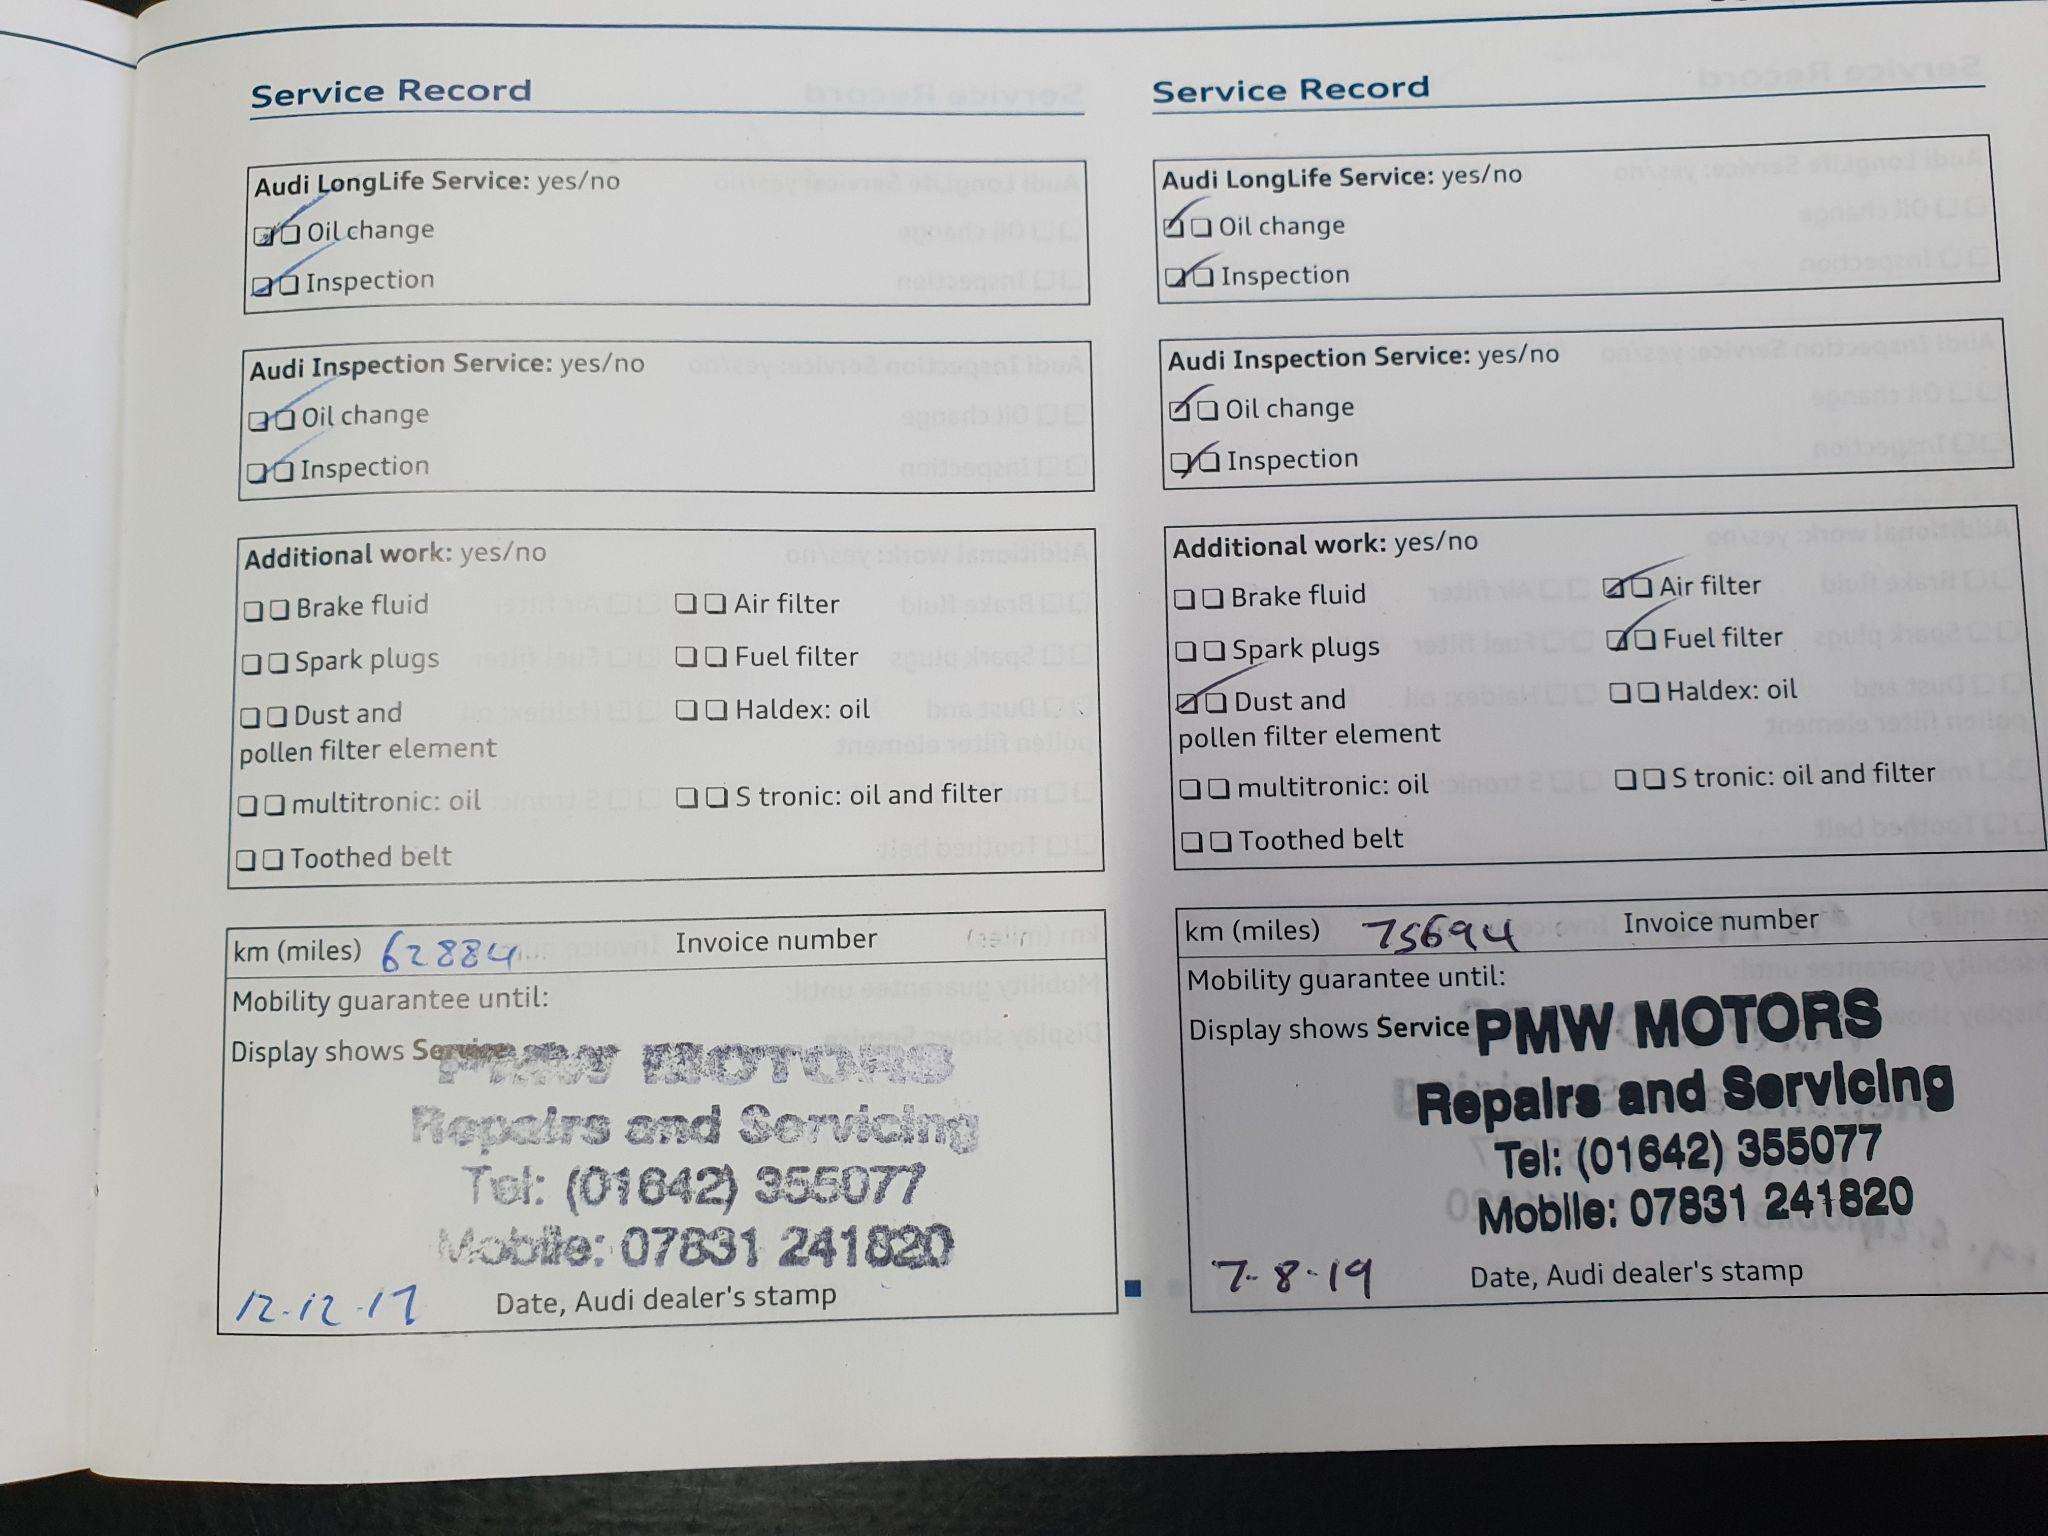 Service Record
Audi LongLife Service: yes/no
Oil change
Inspection
Audi Inspection Service: yes/no
Oil change
Inspection
Additional work: yes/no
Brake fluid
Air filter
Spark plugs
Fuel filter
Dust and
pollen filter element
Haldex: oil
multitronic: oil
S tronic: oil and filter
Toothed belt
km (miles) 62884
Invoice number
Mobility guarantee until:
Display shows Service
PMW MOTORS
Repairs and Servicing
Tel: (01642) 355077
Mobile: 07831 241820
12-12-17
Date, Audi dealer's stamp
Service Record
Audi LongLife Service: yes/no
Oil change
Inspection
Audi Inspection Service: yes/no
Oil change
Inspection
Additional work: yes/no
Brake fluid
Air filter
Spark plugs
Fuel filter
Dust and
pollen filter element
Haldex: oil
multitronic: oil
S tronic: oil and filter
Toothed belt
km (miles) 75694
Invoice number
Mobility guarantee until:
Display shows Service
PMW MOTORS
Repairs and Servicing
Tel: (01642) 355077
Mobile: 07831 241820
7-8-19
Date, Audi dealer's stamp